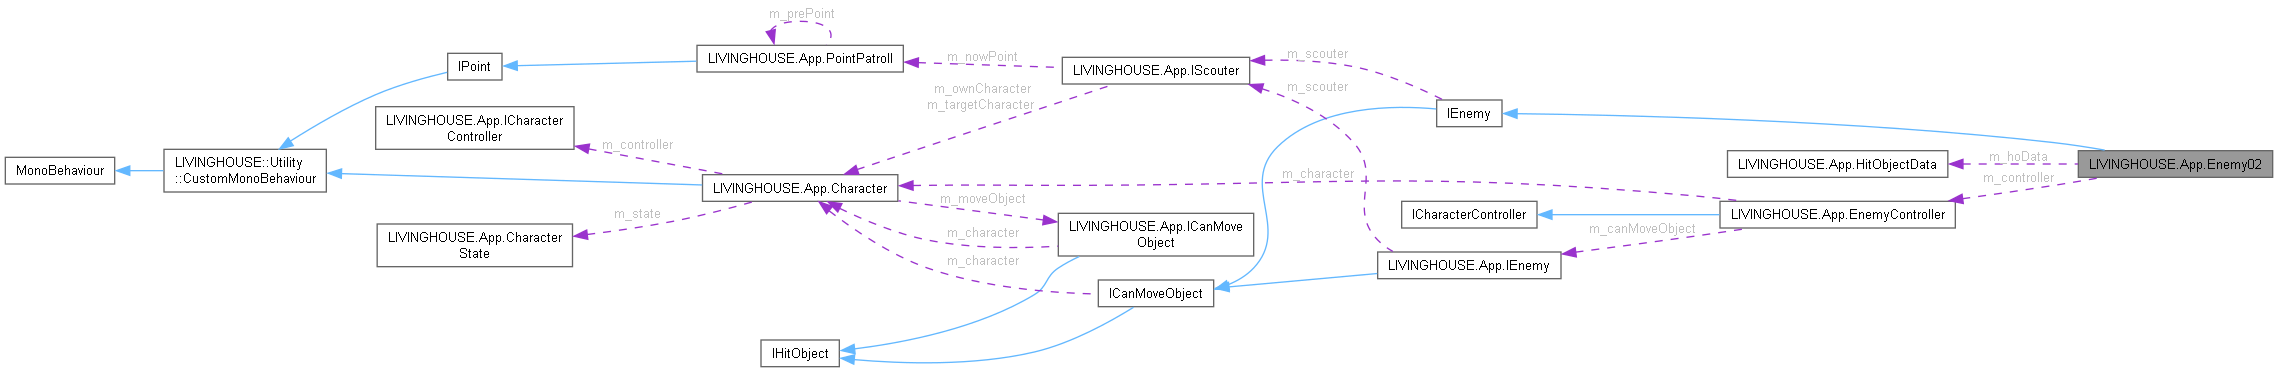 m_prePoint
LIVINGHOUSE.App.PointPatroll
IPoint
m_nowPoint
LIVINGHOUSE.App.IScouter
m_scouter
m_scouter
m_ownCharacter
m_targetCharacter
IEnemy
LIVINGHOUSE.App.ICharacter
Controller
m_controller
MonoBehaviour
LIVINGHOUSE::Utility
::CustomMonoBehaviour
LIVINGHOUSE.App.HitObjectData
m_hoData
m_controller
LIVINGHOUSE.App.Enemy02
LIVINGHOUSE.App.Character
m_character
m_moveObject
m_state
ICharacterController
LIVINGHOUSE.App.EnemyController
LIVINGHOUSE.App.Character
State
m_character
LIVINGHOUSE.App.ICanMove
Object
m_canMoveObject
m_character
LIVINGHOUSE.App.IEnemy
ICanMoveObject
IHitObject